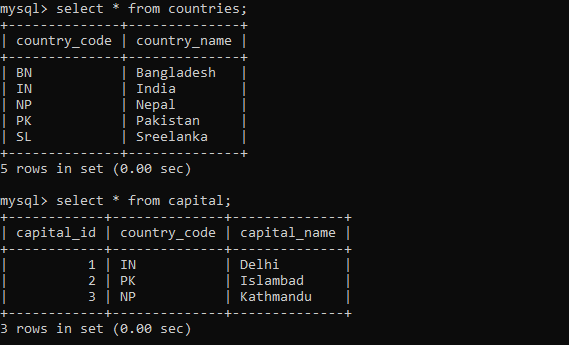 mysql> select * from countries;
+--------------+--------------+
| country_code | country_name |
+--------------+--------------+
| BN           | Bangladesh   |
| IN           | India        |
| NP           | Nepal        |
| PK           | Pakistan     |
| SL           | Sreelanka    |
+--------------+--------------+
5 rows in set (0.00 sec)
mysql> select * from capital;
+------------+--------------+--------------+
| capital_id | country_code | capital_name |
+------------+--------------+--------------+
|          1 | IN           | Delhi        |
|          2 | PK           | Islambad     |
|          3 | NP           | Kathmandu    |
+------------+--------------+--------------+
3 rows in set (0.00 sec)